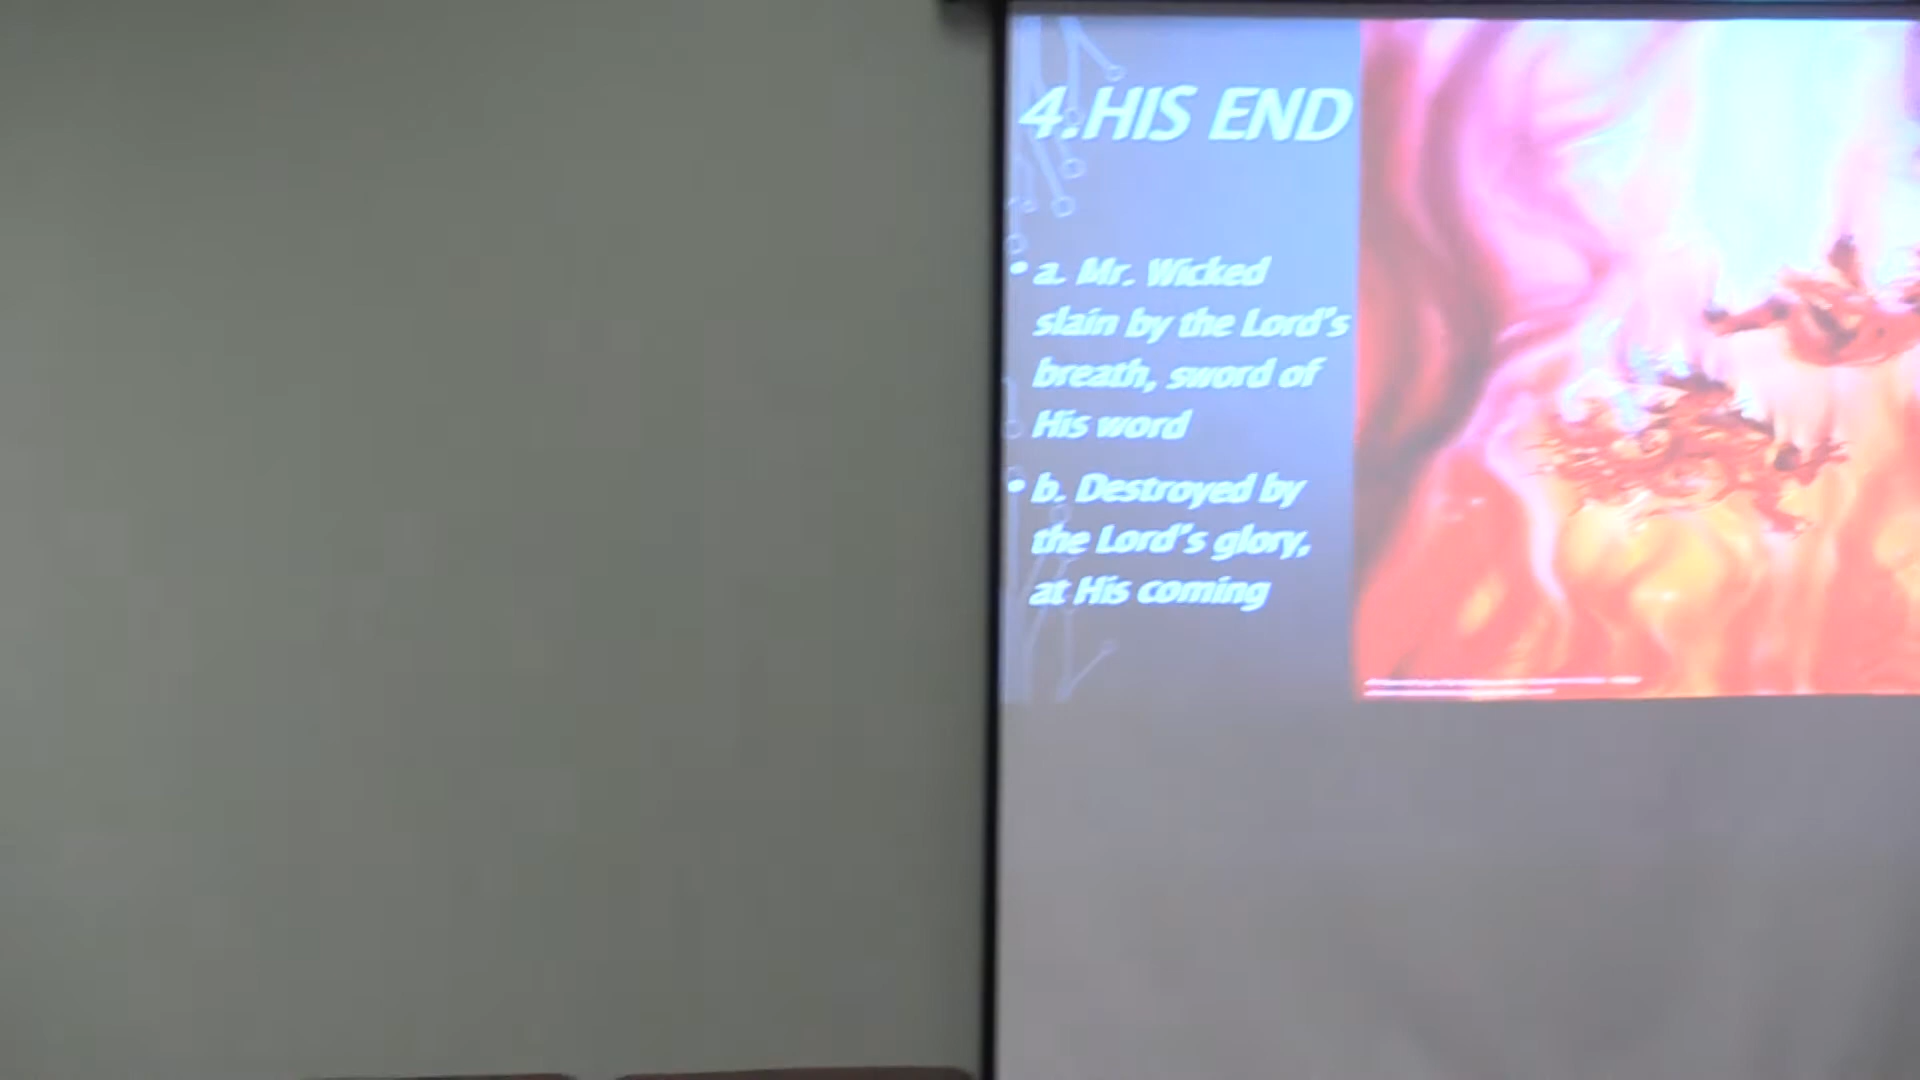 4.HIS END
• a. Mr. Wicked
slain by the Lord's
breath, sword of
His word
• b. Destroyed by
the Lord's glory,
at His coming